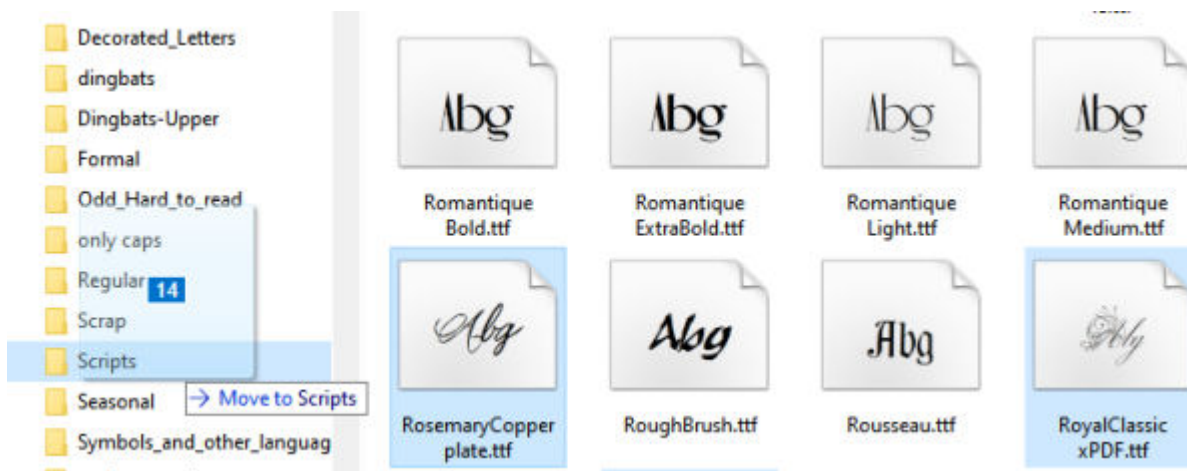 Decorated_Letters
dingbats
Dingbats-Upper
Formal
Odd_Hard_to_read
only caps
Regular
14
Scrap
Scripts
Seasonal
→ Move to Scripts
Symbols_and_other_languag
Abg
Abg
Abg
Abg
Romantique
Bold.ttf
Romantique
ExtraBold.ttf
Romantique
Light.ttf
Romantique
Medium.ttf
Abg
Abg
Abg
Abg
RosemaryCopper
plate.ttf
RoughBrush.ttf
Rousseau.ttf
RoyalClassic
xPDF.ttf